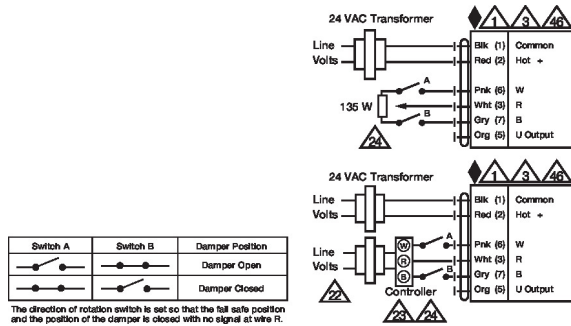 24 VAC Transformer
1 3 46
Line
Volts
Blk (1) Common
Red (2) Hot +
A
Pnk (6) W
135 W
Wht (3) R
B
Gry (7) B
Org (5) U Output
24
24 VAC Transformer
1 3 46
Line
Volts
Blk (1) Common
Red (2) Hot +
A
Line
Volts
W
Pnk (6) W
R
Wht (3) R
B
B
Gry (7) B
Org (5) U Output
Controller
22
23 24
Switch A Switch B Damper Position
Damper Open
Damper Closed
The direction of rotation switch is set so that the fail safe position
and the position of the damper is closed with no signal at wire R.